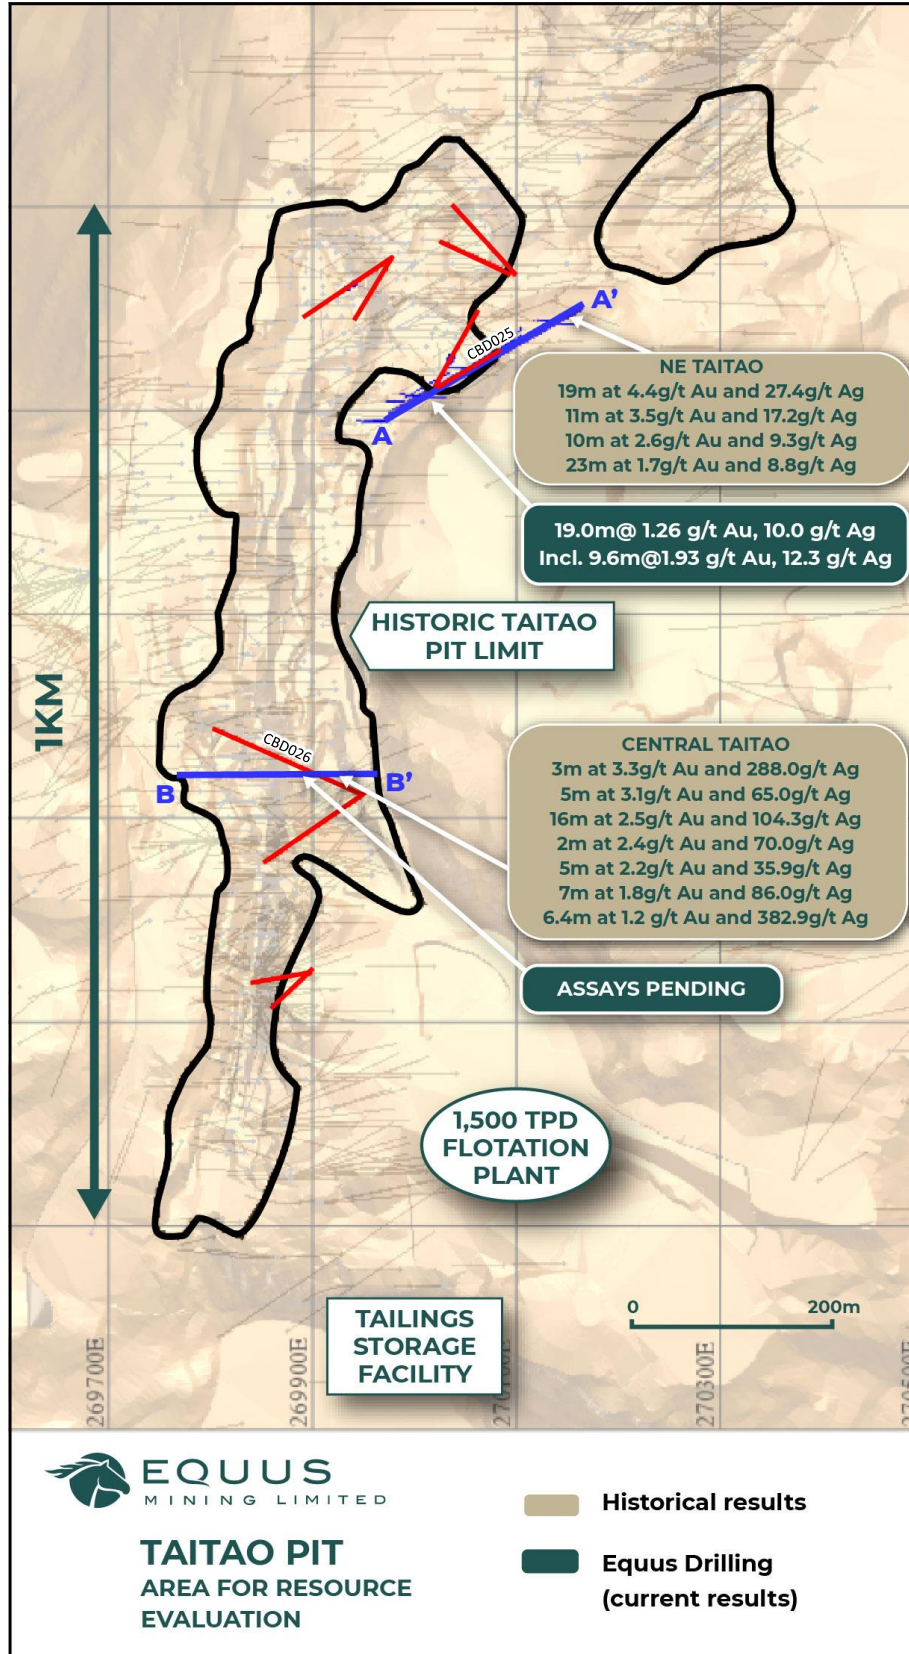 A'
CBD025
A
NE TAITAO
19m at 4.4g/t Au and 27.4g/t Ag
11m at 3.5g/t Au and 17.2g/t Ag
10m at 2.6g/t Au and 9.3g/t Ag
23m at 1.7g/t Au and 8.8g/t Ag
19.0m@ 1.26 g/t Au, 10.0 g/t Ag
Incl. 9.6m@1.93 g/t Au, 12.3 g/t Ag
HISTORIC TAITAO
PIT LIMIT
1KM
CBD026
B
B'
CENTRAL TAITAO
3m at 3.3g/t Au and 288.0g/t Ag
5m at 3.1g/t Au and 65.0g/t Ag
16m at 2.5g/t Au and 104.3g/t Ag
2m at 2.4g/t Au and 70.0g/t Ag
5m at 2.2g/t Au and 35.9g/t Ag
7m at 1.8g/t Au and 86.0g/t Ag
6.4m at 1.2 g/t Au and 382.9g/t Ag
ASSAYS PENDING
1,500 TPD
FLOTATION
PLANT
TAILINGS
STORAGE
FACILITY
0 200m
269700E
269900E
270300E
EQUUS
MINING LIMITED
TAITAO PIT
AREA FOR RESOURCE
EVALUATION
Historical results
Equus Drilling
(current results)